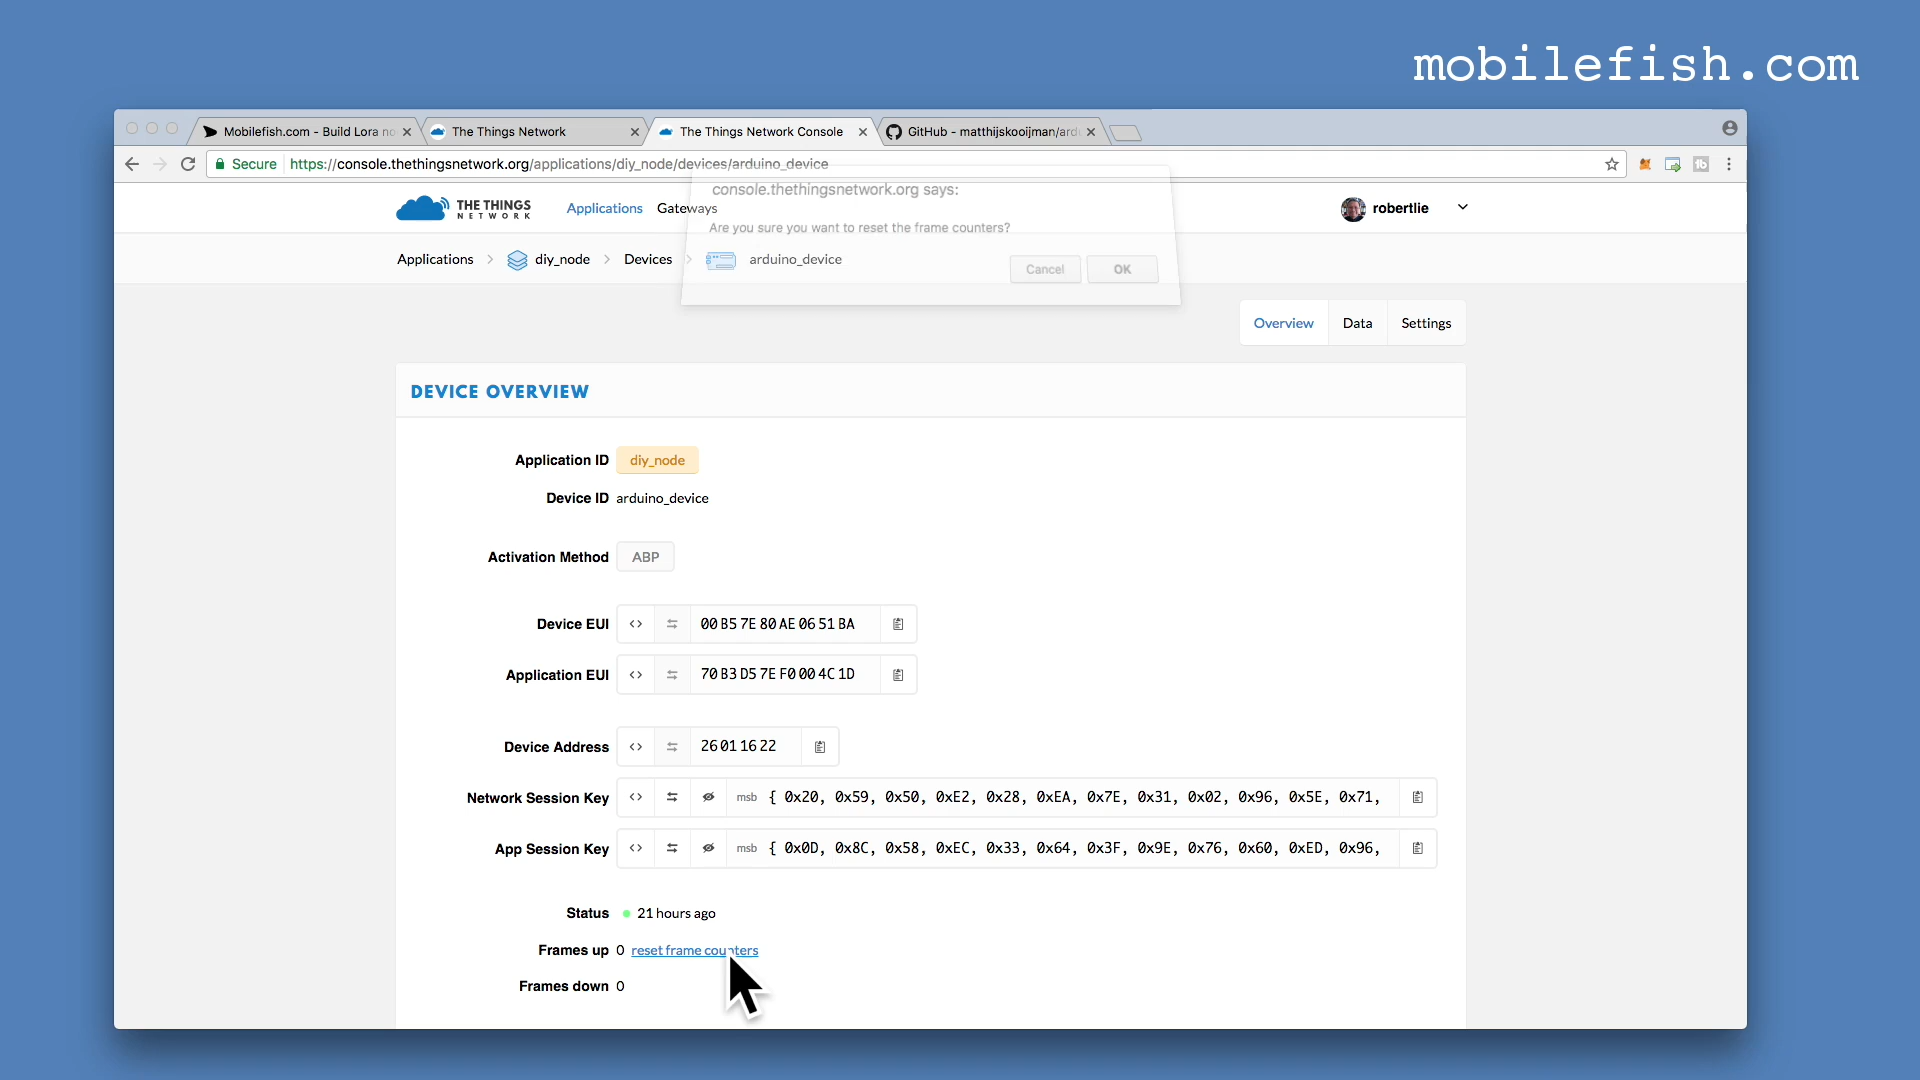 mobilefish.com
Mobilefish.com - Build Lora no
The Things Network
The Things Network Console
GitHub - matthijskooijman/ard
Secure
https://console.thethingsnetwork.org/applications/diy_node/devices/arduino_device
console.thethingsnetwork.org says:
Are you sure you want to reset the frame counters?
Cancel
OK
THE THINGS
NETWORK
Applications
Gateways
robertlie
Applications
diy_node
Devices
arduino_device
Overview
Data
Settings
DEVICE OVERVIEW
Application ID diy_node
Device ID arduino_device
Activation Method ABP
Device EUI <> 00 B5 7E 80 AE 06 51 BA
Application EUI <> 70 B3 D5 7E F0 00 4C 1D
Device Address <> 26 01 16 22
Network Session Key <> msb { 0x20, 0x59, 0x50, 0xE2, 0x28, 0xEA, 0x7E, 0x31, 0x02, 0x96, 0x5E, 0x71,
App Session Key <> msb { 0x0D, 0x8C, 0x58, 0xEC, 0x33, 0x64, 0x3F, 0x9E, 0x76, 0x60, 0xED, 0x96,
Status 21 hours ago
Frames up 0 reset frame counters
Frames down 0